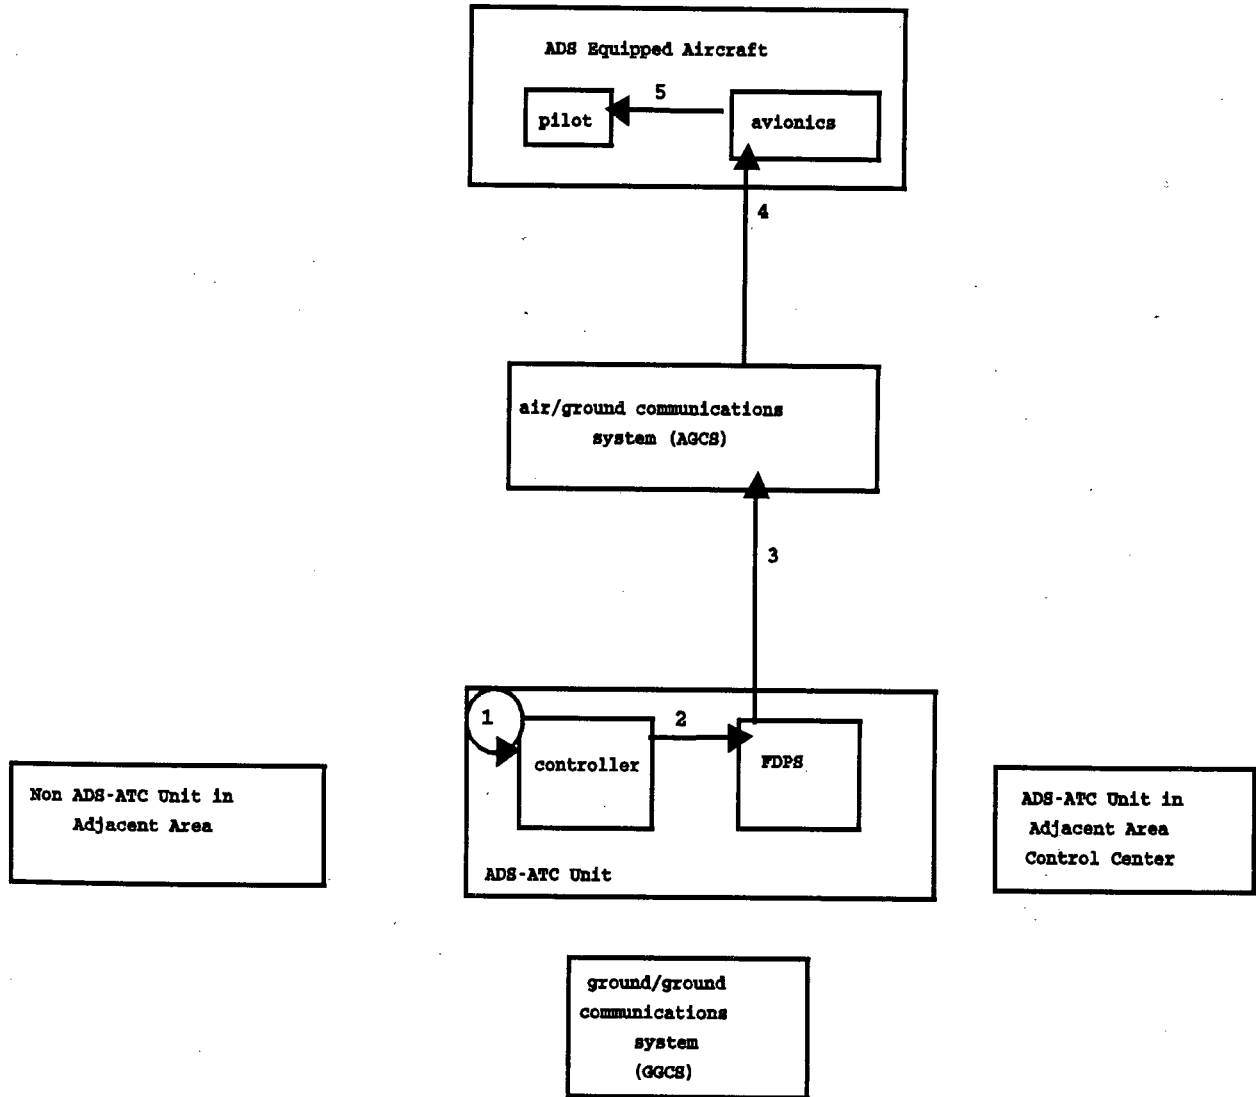 ADS Equipped Aircraft
5
pilot
avionics
4
air/ground communications
system (AGCS)
3
1
2
controller
FDPS
ADS-ATC Unit
Non ADS-ATC Unit in
Adjacent Area
ADS-ATC Unit in
Adjacent Area
Control Center
ground/ground
communications
system
(GGCS)